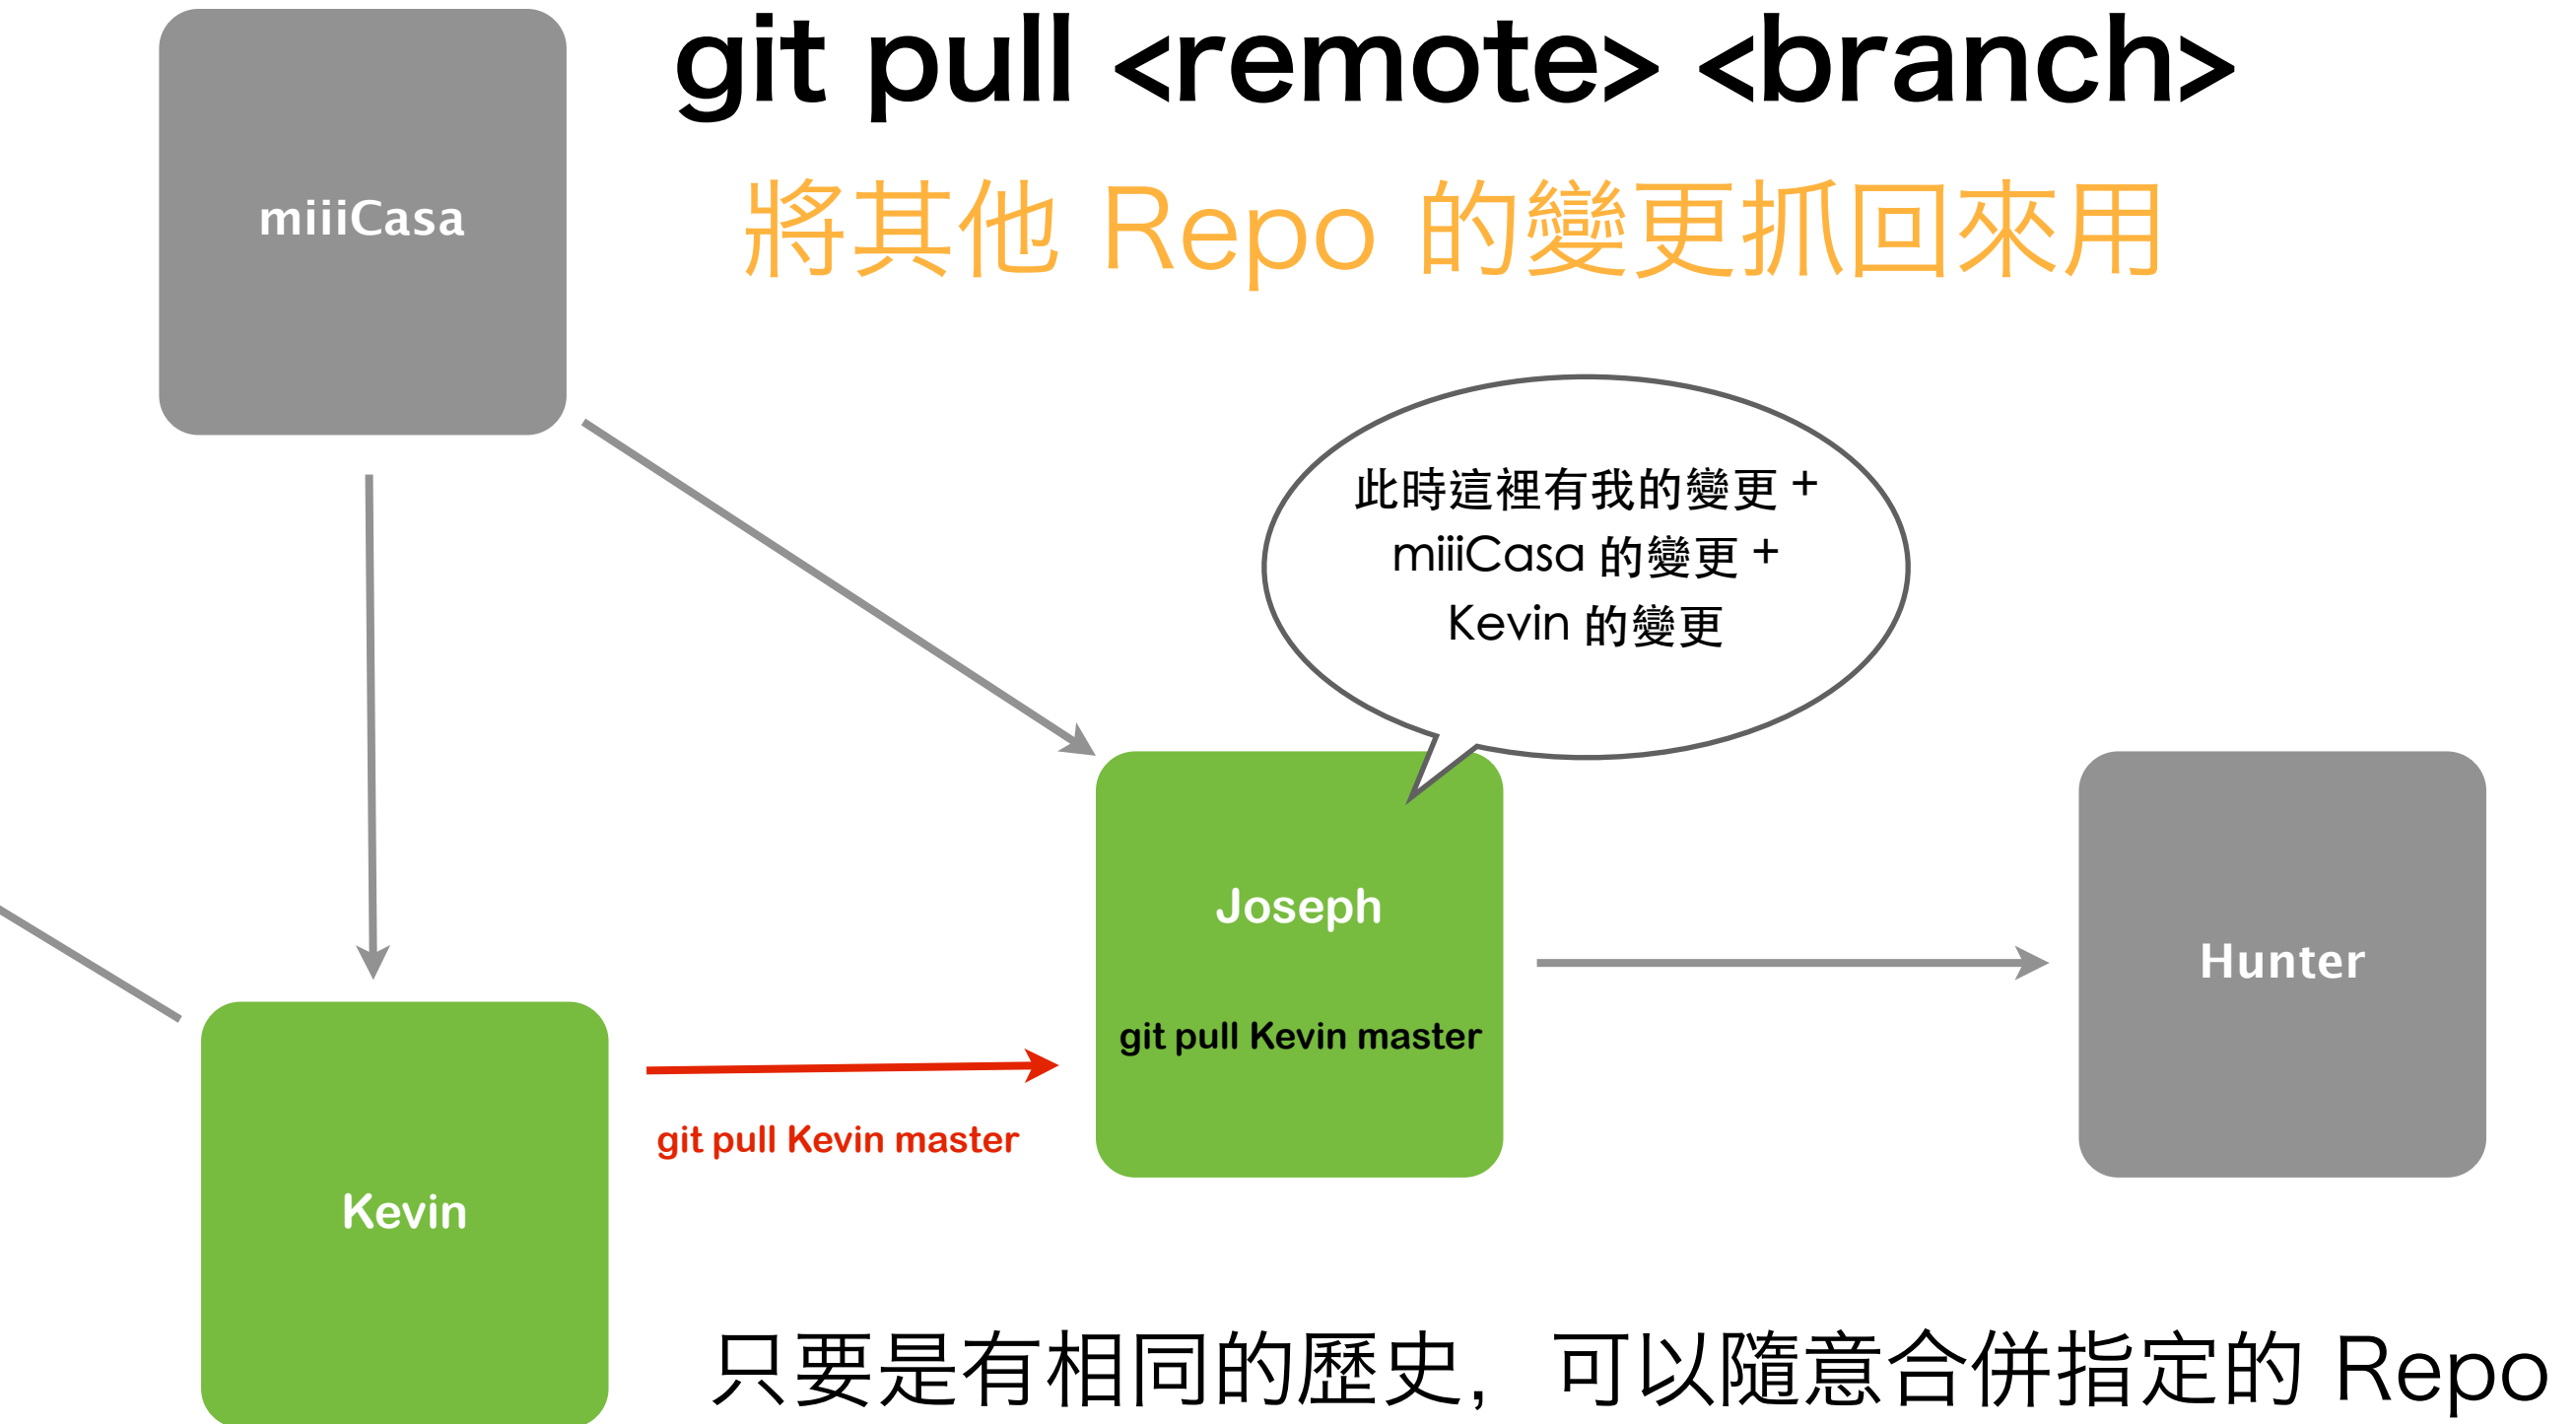 git pull <remote> <branch>
將其他 Repo 的變更抓回來用
miiiCasa
此時這裡有我的變更 +
miiiCasa 的變更 +
Kevin 的變更
Joseph
git pull Kevin master
Hunter
git pull Kevin master
Kevin
只要是有相同的歷史，可以隨意合併指定的 Repo